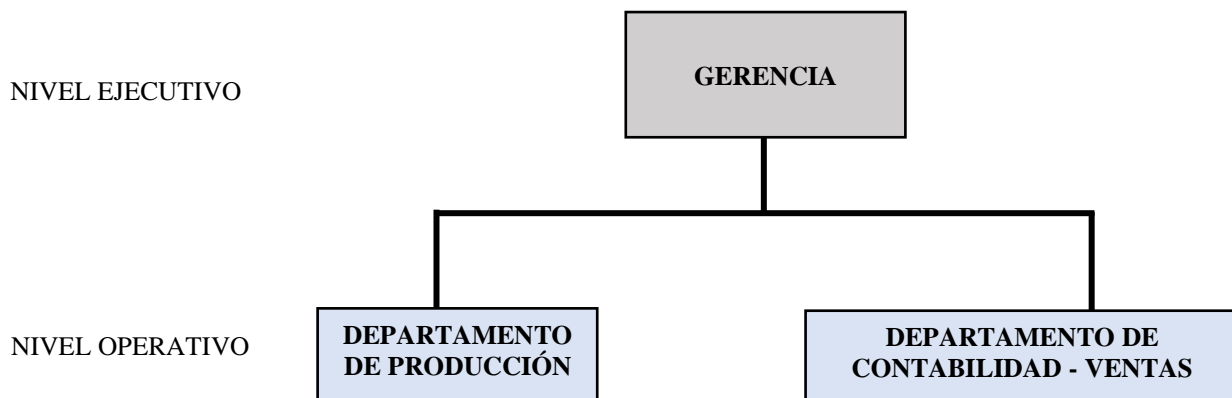 NIVEL EJECUTIVO
GERENCIA
NIVEL OPERATIVO
DEPARTAMENTO
DE PRODUCCIÓN
DEPARTAMENTO DE
CONTABILIDAD - VENTAS